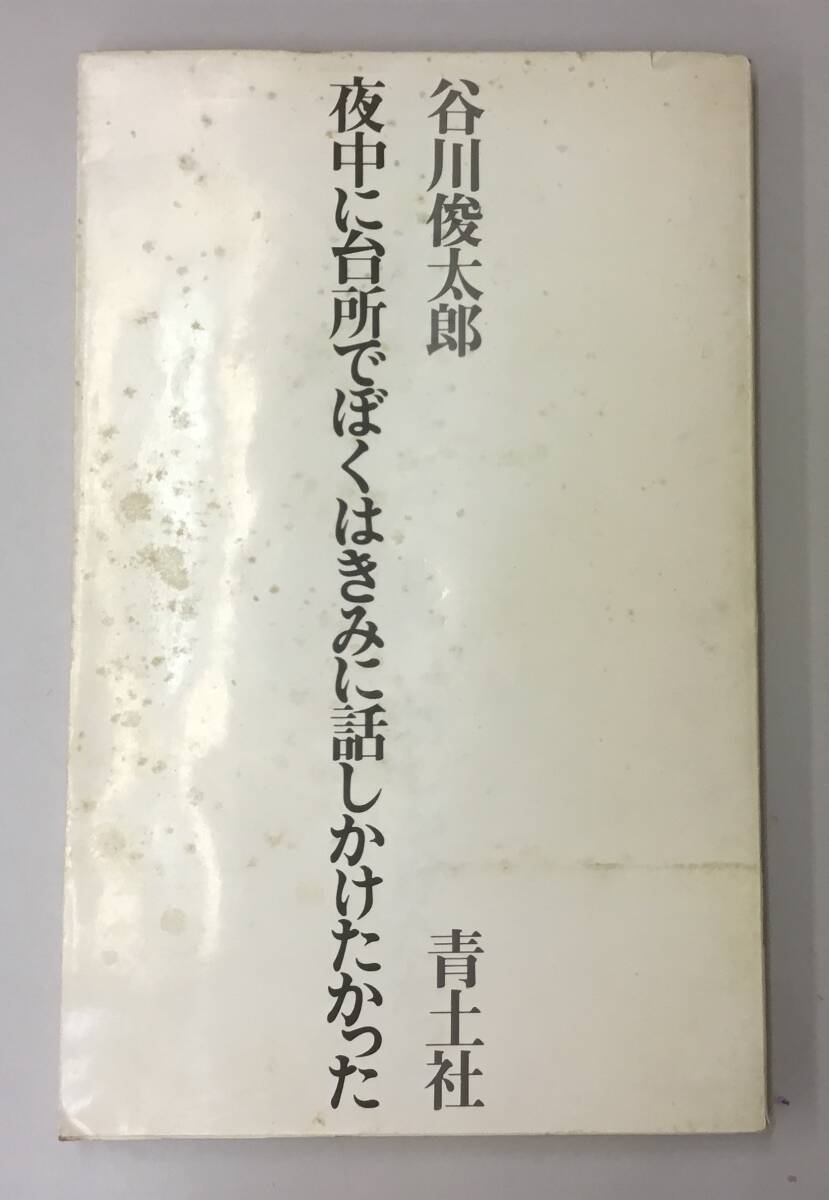 谷川俊太郎
青土社
夜中に台所でぼくはきみに話しかけたかった